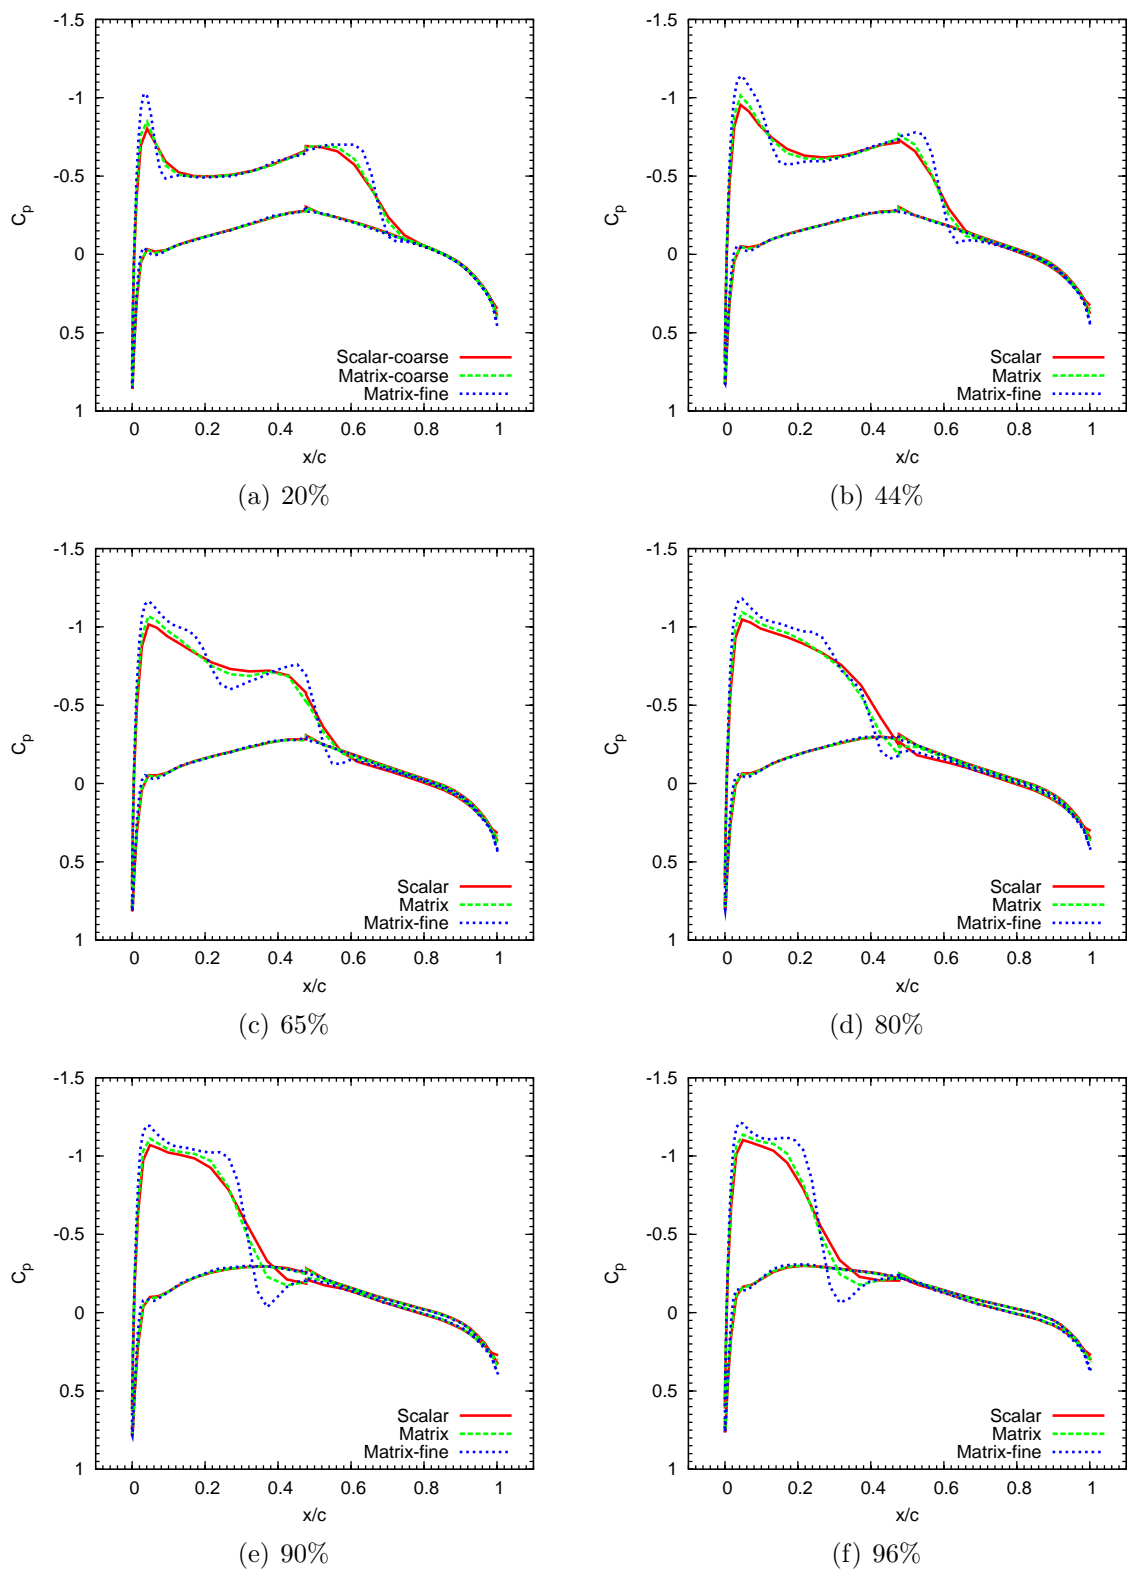 -1.5
-1
-0.5
0
0.5
1
C_p
Scalar-coarse
Matrix-coarse
Matrix-fine
0 0.2 0.4 0.6 0.8 1
x/c
(a) 20%
-1.5
-1
-0.5
0
0.5
1
C_p
Scalar
Matrix
Matrix-fine
0 0.2 0.4 0.6 0.8 1
x/c
(b) 44%
-1.5
-1
-0.5
0
0.5
1
C_p
Scalar
Matrix
Matrix-fine
0 0.2 0.4 0.6 0.8 1
x/c
(c) 65%
-1.5
-1
-0.5
0
0.5
1
C_p
Scalar
Matrix
Matrix-fine
0 0.2 0.4 0.6 0.8 1
x/c
(d) 80%
-1.5
-1
-0.5
0
0.5
1
C_p
Scalar
Matrix
Matrix-fine
0 0.2 0.4 0.6 0.8 1
x/c
(e) 90%
-1.5
-1
-0.5
0
0.5
1
C_p
Scalar
Matrix
Matrix-fine
0 0.2 0.4 0.6 0.8 1
x/c
(f) 96%